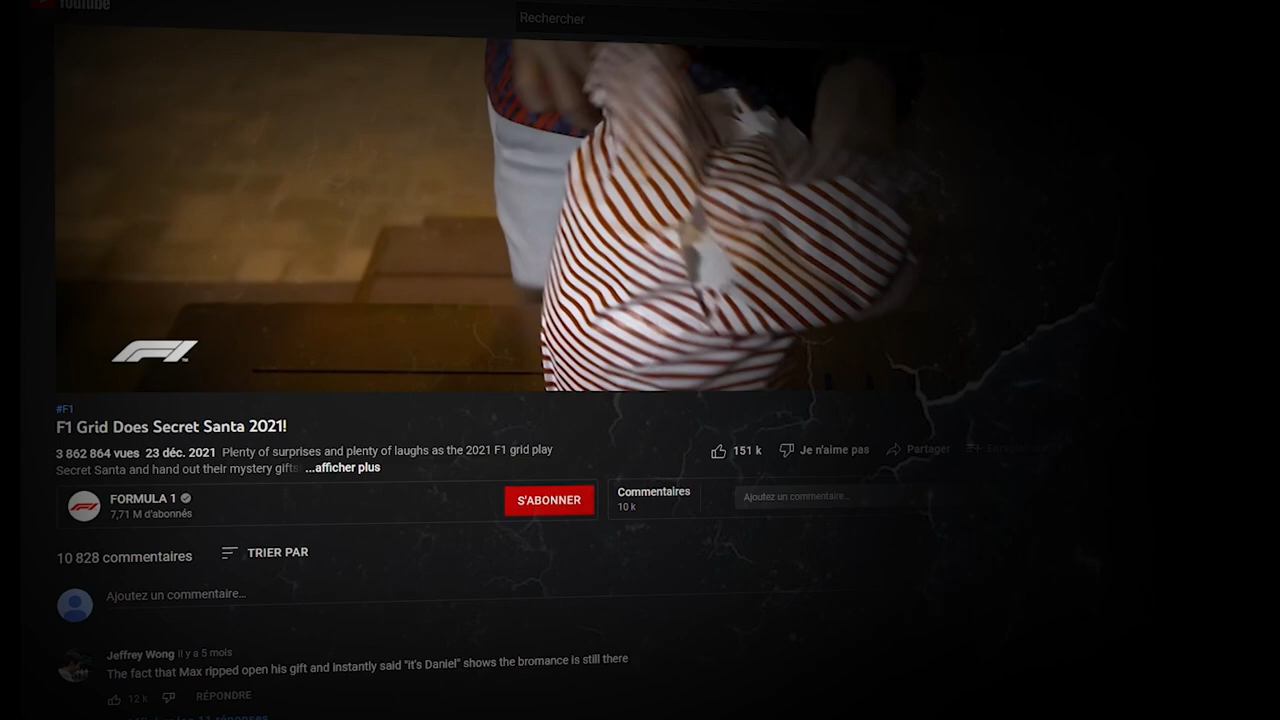 YouTube
Rechercher
F1
#F1
F1 Grid Does Secret Santa 2021!
3 862 864 vues 23 déc. 2021 Plenty of surprises and plenty of laughs as the 2021 F1 grid play
Secret Santa and hand out their mystery gifts ...afficher plus
151 k Je n'aime pas Partager
FORMULA 1
7,71 M d'abonnés
S'ABONNER
Commentaires
10 k
Ajoutez un commentaire...
10 828 commentaires TRIER PAR
Ajoutez un commentaire...
Jeffrey Wong il y a 5 mois
The fact that Max ripped open his gift and instantly said "it's Daniel" shows the bromance is still there
12 k RÉPONDRE